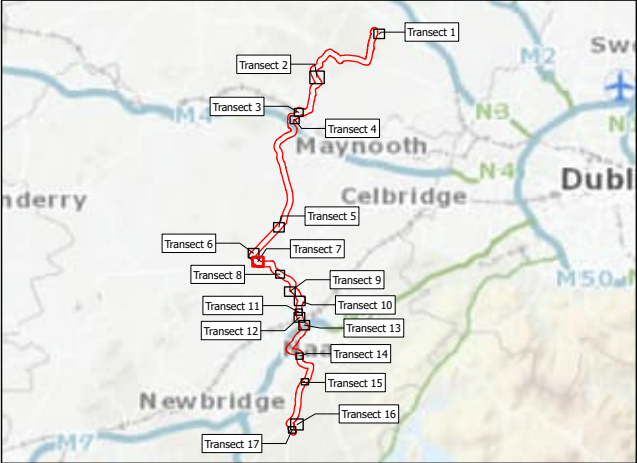 Transect 1
Transect 2
M2
Transect 3
M4
N3
Transect 4
Maynooth
N4
Celbridge
Transect 5
Transect 6
Transect 7
Transect 8
Transect 9
M50
Transect 10
Transect 11
Transect 12
Transect 13
Transect 14
Transect 15
Newbridge
Transect 16
Transect 17
M7